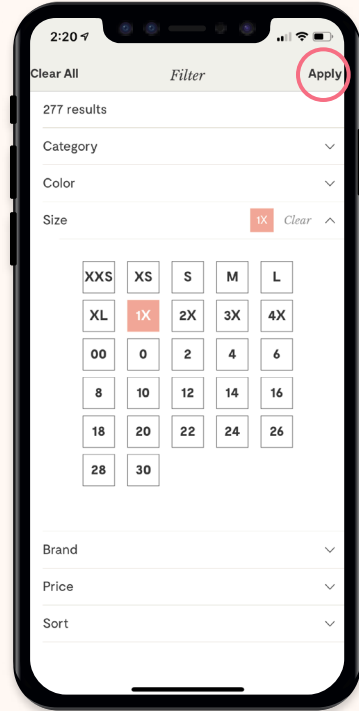 2:20
Clear All Filter Apply
277 results
Category
Color
Size 1X Clear
XXS XS S M L
XL 1X 2X 3X 4X
00 0 2 4 6
8 10 12 14 16
18 20 22 24 26
28 30
Brand
Price
Sort